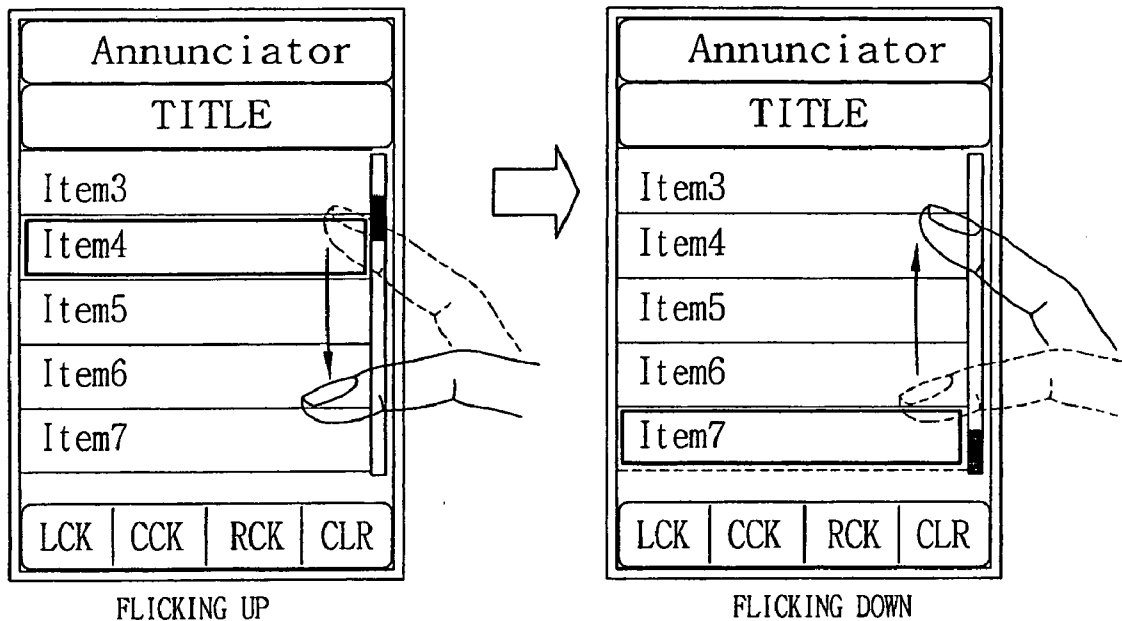 Annunciator
TITLE
Item3
Item4
Item5
Item6
Item7
LCK CCK RCK CLR
FLICKING UP
Annunciator
TITLE
Item3
Item4
Item5
Item6
Item7
LCK CCK RCK CLR
FLICKING DOWN